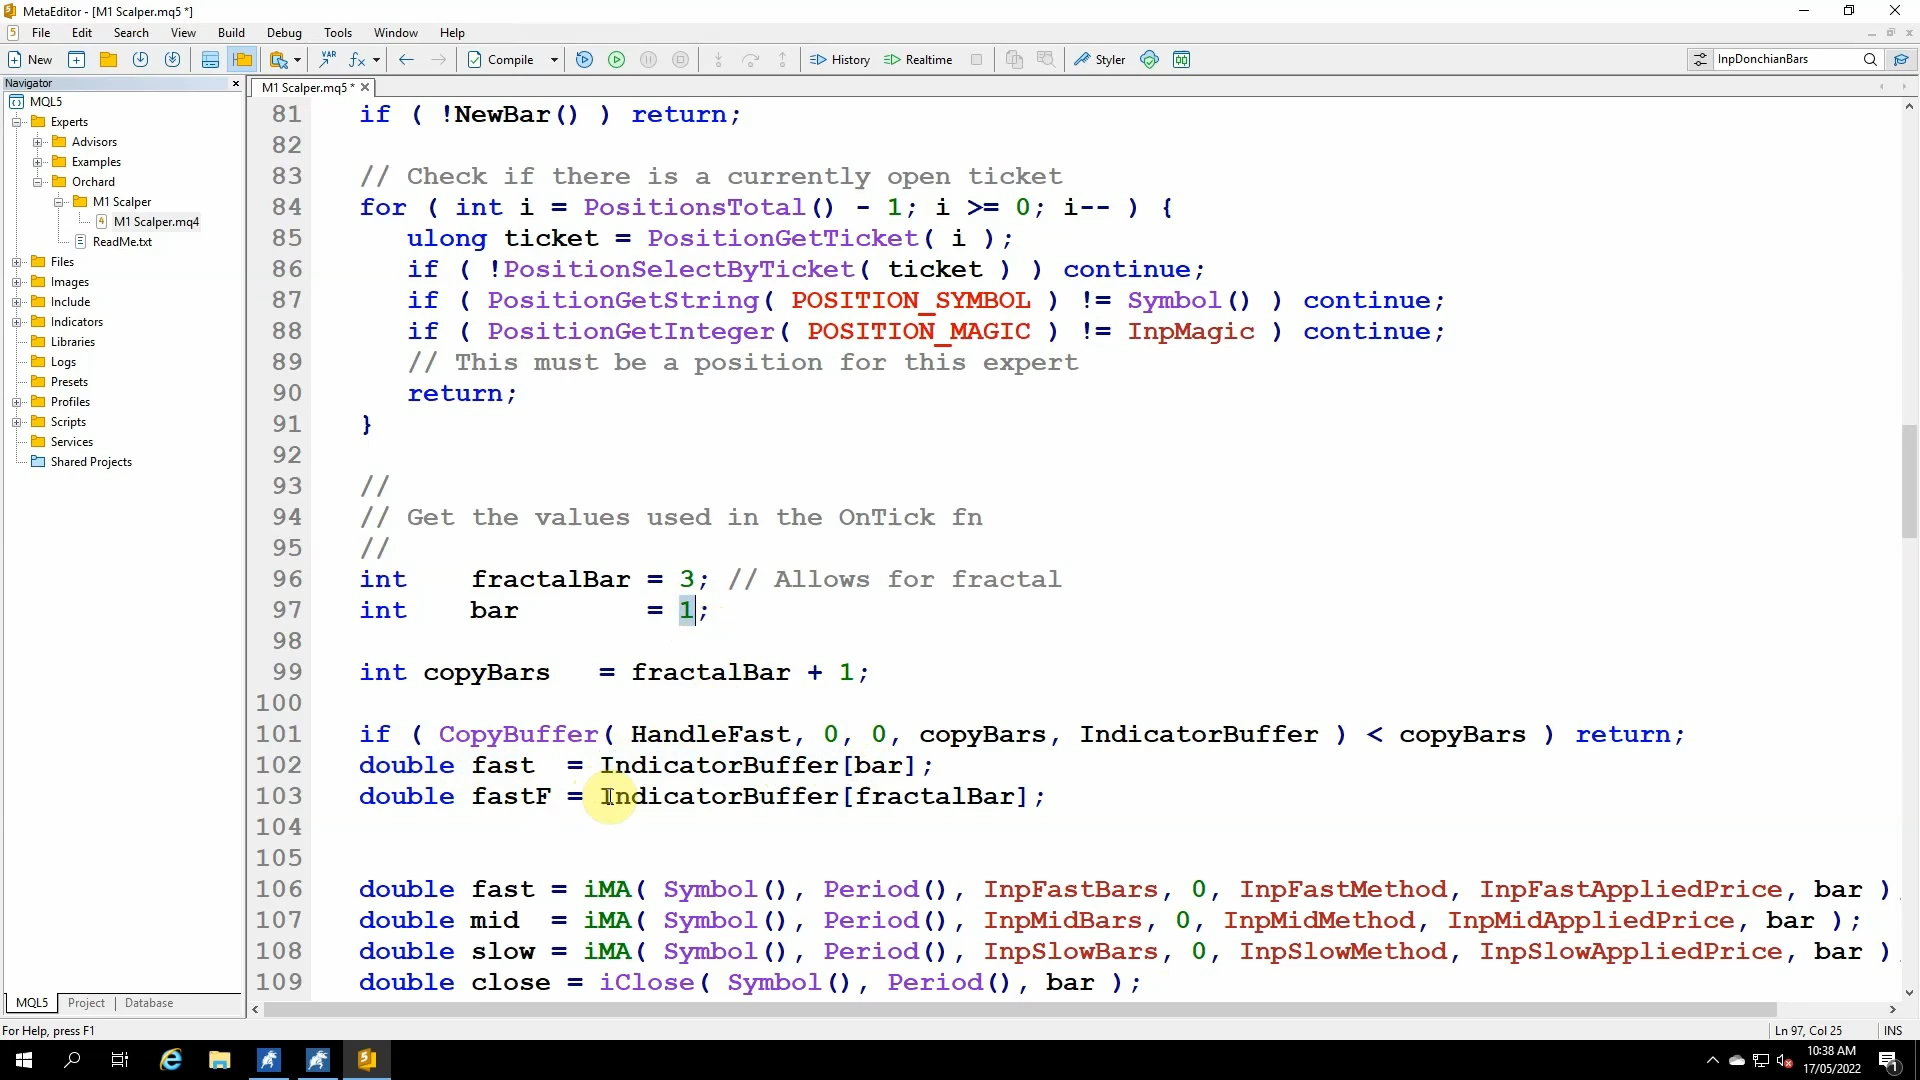 MetaEditor - [M1 Scalper.mq5 *]
File Edit Search View Build Debug Tools Window Help
New VAR Compile History Realtime Styler InpDonchianBars
Navigator
M1 Scalper.mq5 *
MQL5
Experts
Advisors
Examples
Orchard
M1 Scalper
M1 Scalper.mq4
ReadMe.txt
Files
Images
Include
Indicators
Libraries
Logs
Presets
Profiles
Scripts
Services
Shared Projects
81 if ( !NewBar() ) return;
82
83 // Check if there is a currently open ticket
84 for ( int i = PositionsTotal() - 1; i >= 0; i-- ) {
85 ulong ticket = PositionGetTicket( i );
86 if ( !PositionSelectByTicket( ticket ) ) continue;
87 if ( PositionGetString( POSITION_SYMBOL ) != Symbol() ) continue;
88 if ( PositionGetInteger( POSITION_MAGIC ) != InpMagic ) continue;
89 // This must be a position for this expert
90 return;
91 }
92
93 //
94 // Get the values used in the OnTick fn
95 //
96 int fractalBar = 3; // Allows for fractal
97 int bar = 1;
98
99 int copyBars = fractalBar + 1;
100
101 if ( CopyBuffer( HandleFast, 0, 0, copyBars, IndicatorBuffer ) < copyBars ) return;
102 double fast = IndicatorBuffer[bar];
103 double fastF = IndicatorBuffer[fractalBar];
104
105
106 double fast = iMA( Symbol(), Period(), InpFastBars, 0, InpFastMethod, InpFastAppliedPrice, bar )
107 double mid = iMA( Symbol(), Period(), InpMidBars, 0, InpMidMethod, InpMidAppliedPrice, bar );
108 double slow = iMA( Symbol(), Period(), InpSlowBars, 0, InpSlowMethod, InpSlowAppliedPrice, bar )
109 double close = iClose( Symbol(), Period(), bar );
MQL5 Project Database
For Help, press F1
Ln 97, Col 25 INS
10:38 AM
17/05/2022
1